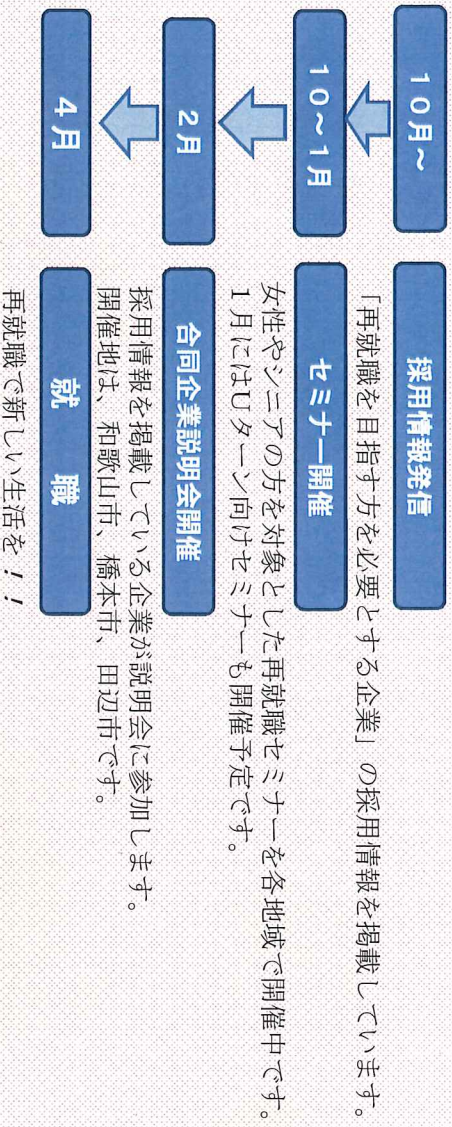 10月～
採用情報発信
「再就職を目指す方を必要とする企業」の採用情報を掲載しています。
10～1月
セミナー開催
女性やシニアの方を対象とした再就職セミナーを各地域で開催中です。
1月にはUターン向けセミナーも開催予定です。
2月
合同企業説明会開催
採用情報を掲載している企業が説明会に参加します。
開催地は、和歌山市、橋本市、田辺市です。
4月
就　職
再就職で新しい生活を！！